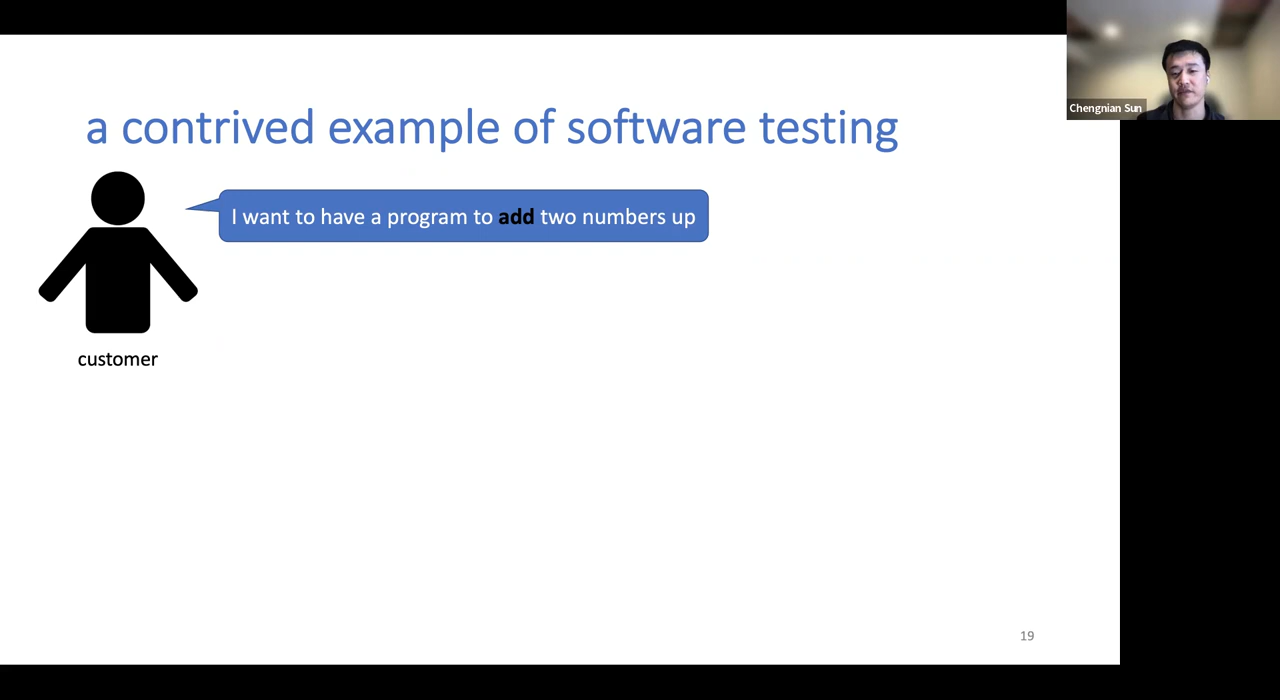 Chengnian Sun
a contrived example of software testing
I want to have a program to add two numbers up
customer
19